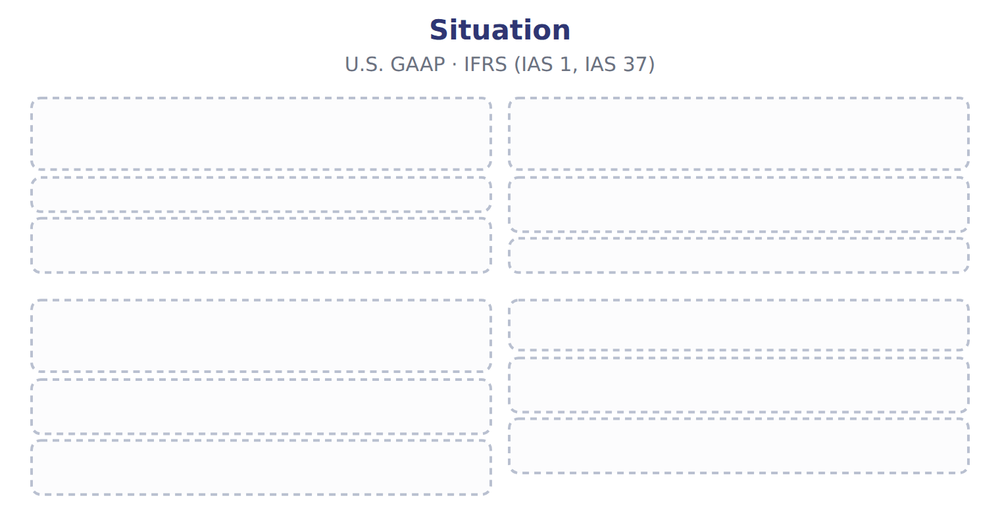 Situation
U.S. GAAP · IFRS (IAS 1, IAS 37)